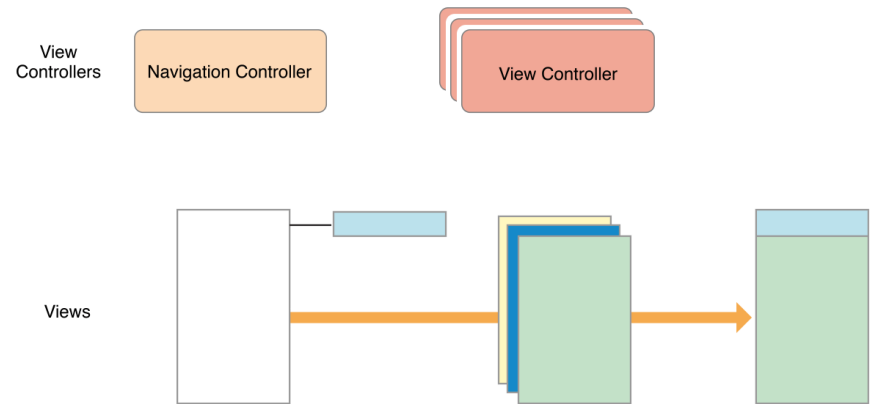 View
Controllers
Navigation Controller
View Controller
Views